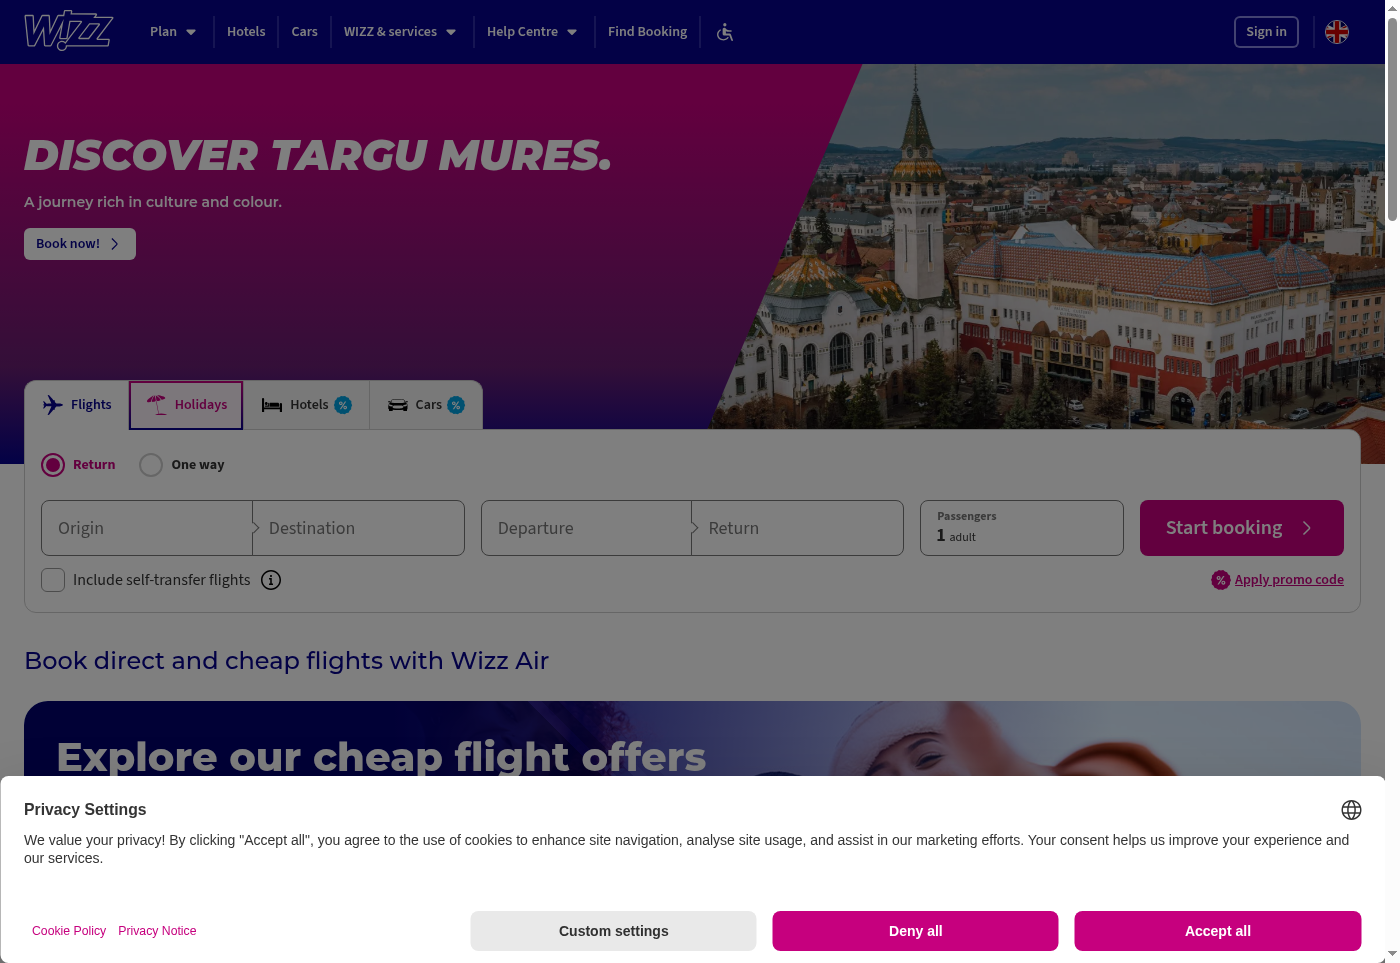 WIZZ
Plan
Hotels
Cars
WIZZ & services
Help Centre
Find Booking
Sign in
DISCOVER TARGU MURES.
A journey rich in culture and colour.
Book now!
Flights
Holidays
Hotels %
Cars %
Return
One way
Origin
Destination
Departure
Return
Passengers
1 adult
Start booking
Include self-transfer flights
% Apply promo code
Book direct and cheap flights with Wizz Air
Explore our cheap flight offers
Privacy Settings
We value your privacy! By clicking "Accept all", you agree to the use of cookies to enhance site navigation, analyse site usage, and assist in our marketing efforts. Your consent helps us improve your experience and
our services.
Cookie Policy
Privacy Notice
Custom settings
Deny all
Accept all